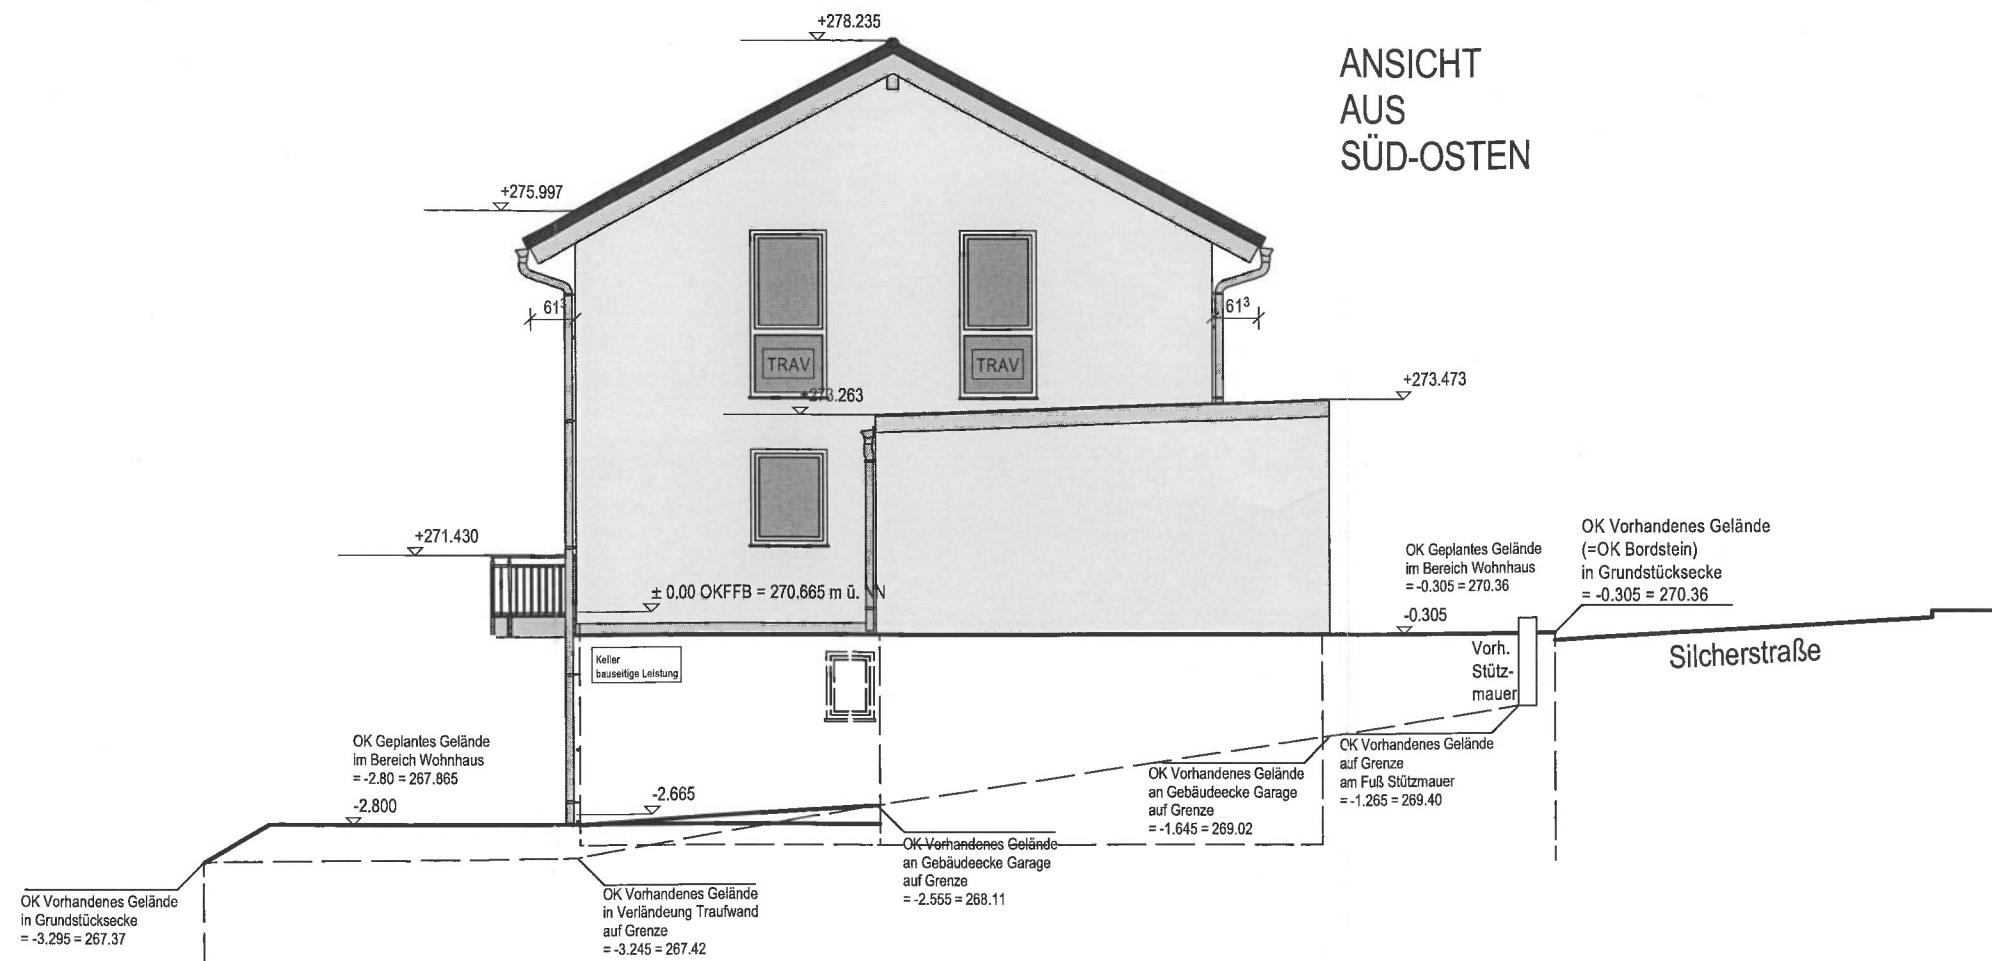 +278.235
ANSICHT
AUS
SÜD-OSTEN
+275.997
61³
61³
TRAV
TRAV
+273.263
+273.473
+271.430
± 0.00 OKFFB = 270.665 m ü. NN
OK Geplantes Gelände
im Bereich Wohnhaus
= -0.305 = 270.36
-0.305
OK Vorhandenes Gelände
(=OK Bordstein)
in Grundstücksecke
= -0.305 = 270.36
Keller
bauseitige Leistung
Vorh.
Stütz-
mauer
Silcherstraße
OK Geplantes Gelände
im Bereich Wohnhaus
= -2.80 = 267.865
-2.800
-2.665
OK Vorhandenes Gelände
auf Grenze
am Fuß Stützmauer
= -1.265 = 269.40
OK Vorhandenes Gelände
an Gebäudeecke Garage
auf Grenze
= -1.645 = 269.02
OK Vorhandenes Gelände
an Gebäudeecke Garage
auf Grenze
= -2.555 = 268.11
OK Vorhandenes Gelände
in Verländeung Traufwand
auf Grenze
= -3.245 = 267.42
OK Vorhandenes Gelände
in Grundstücksecke
= -3.295 = 267.37